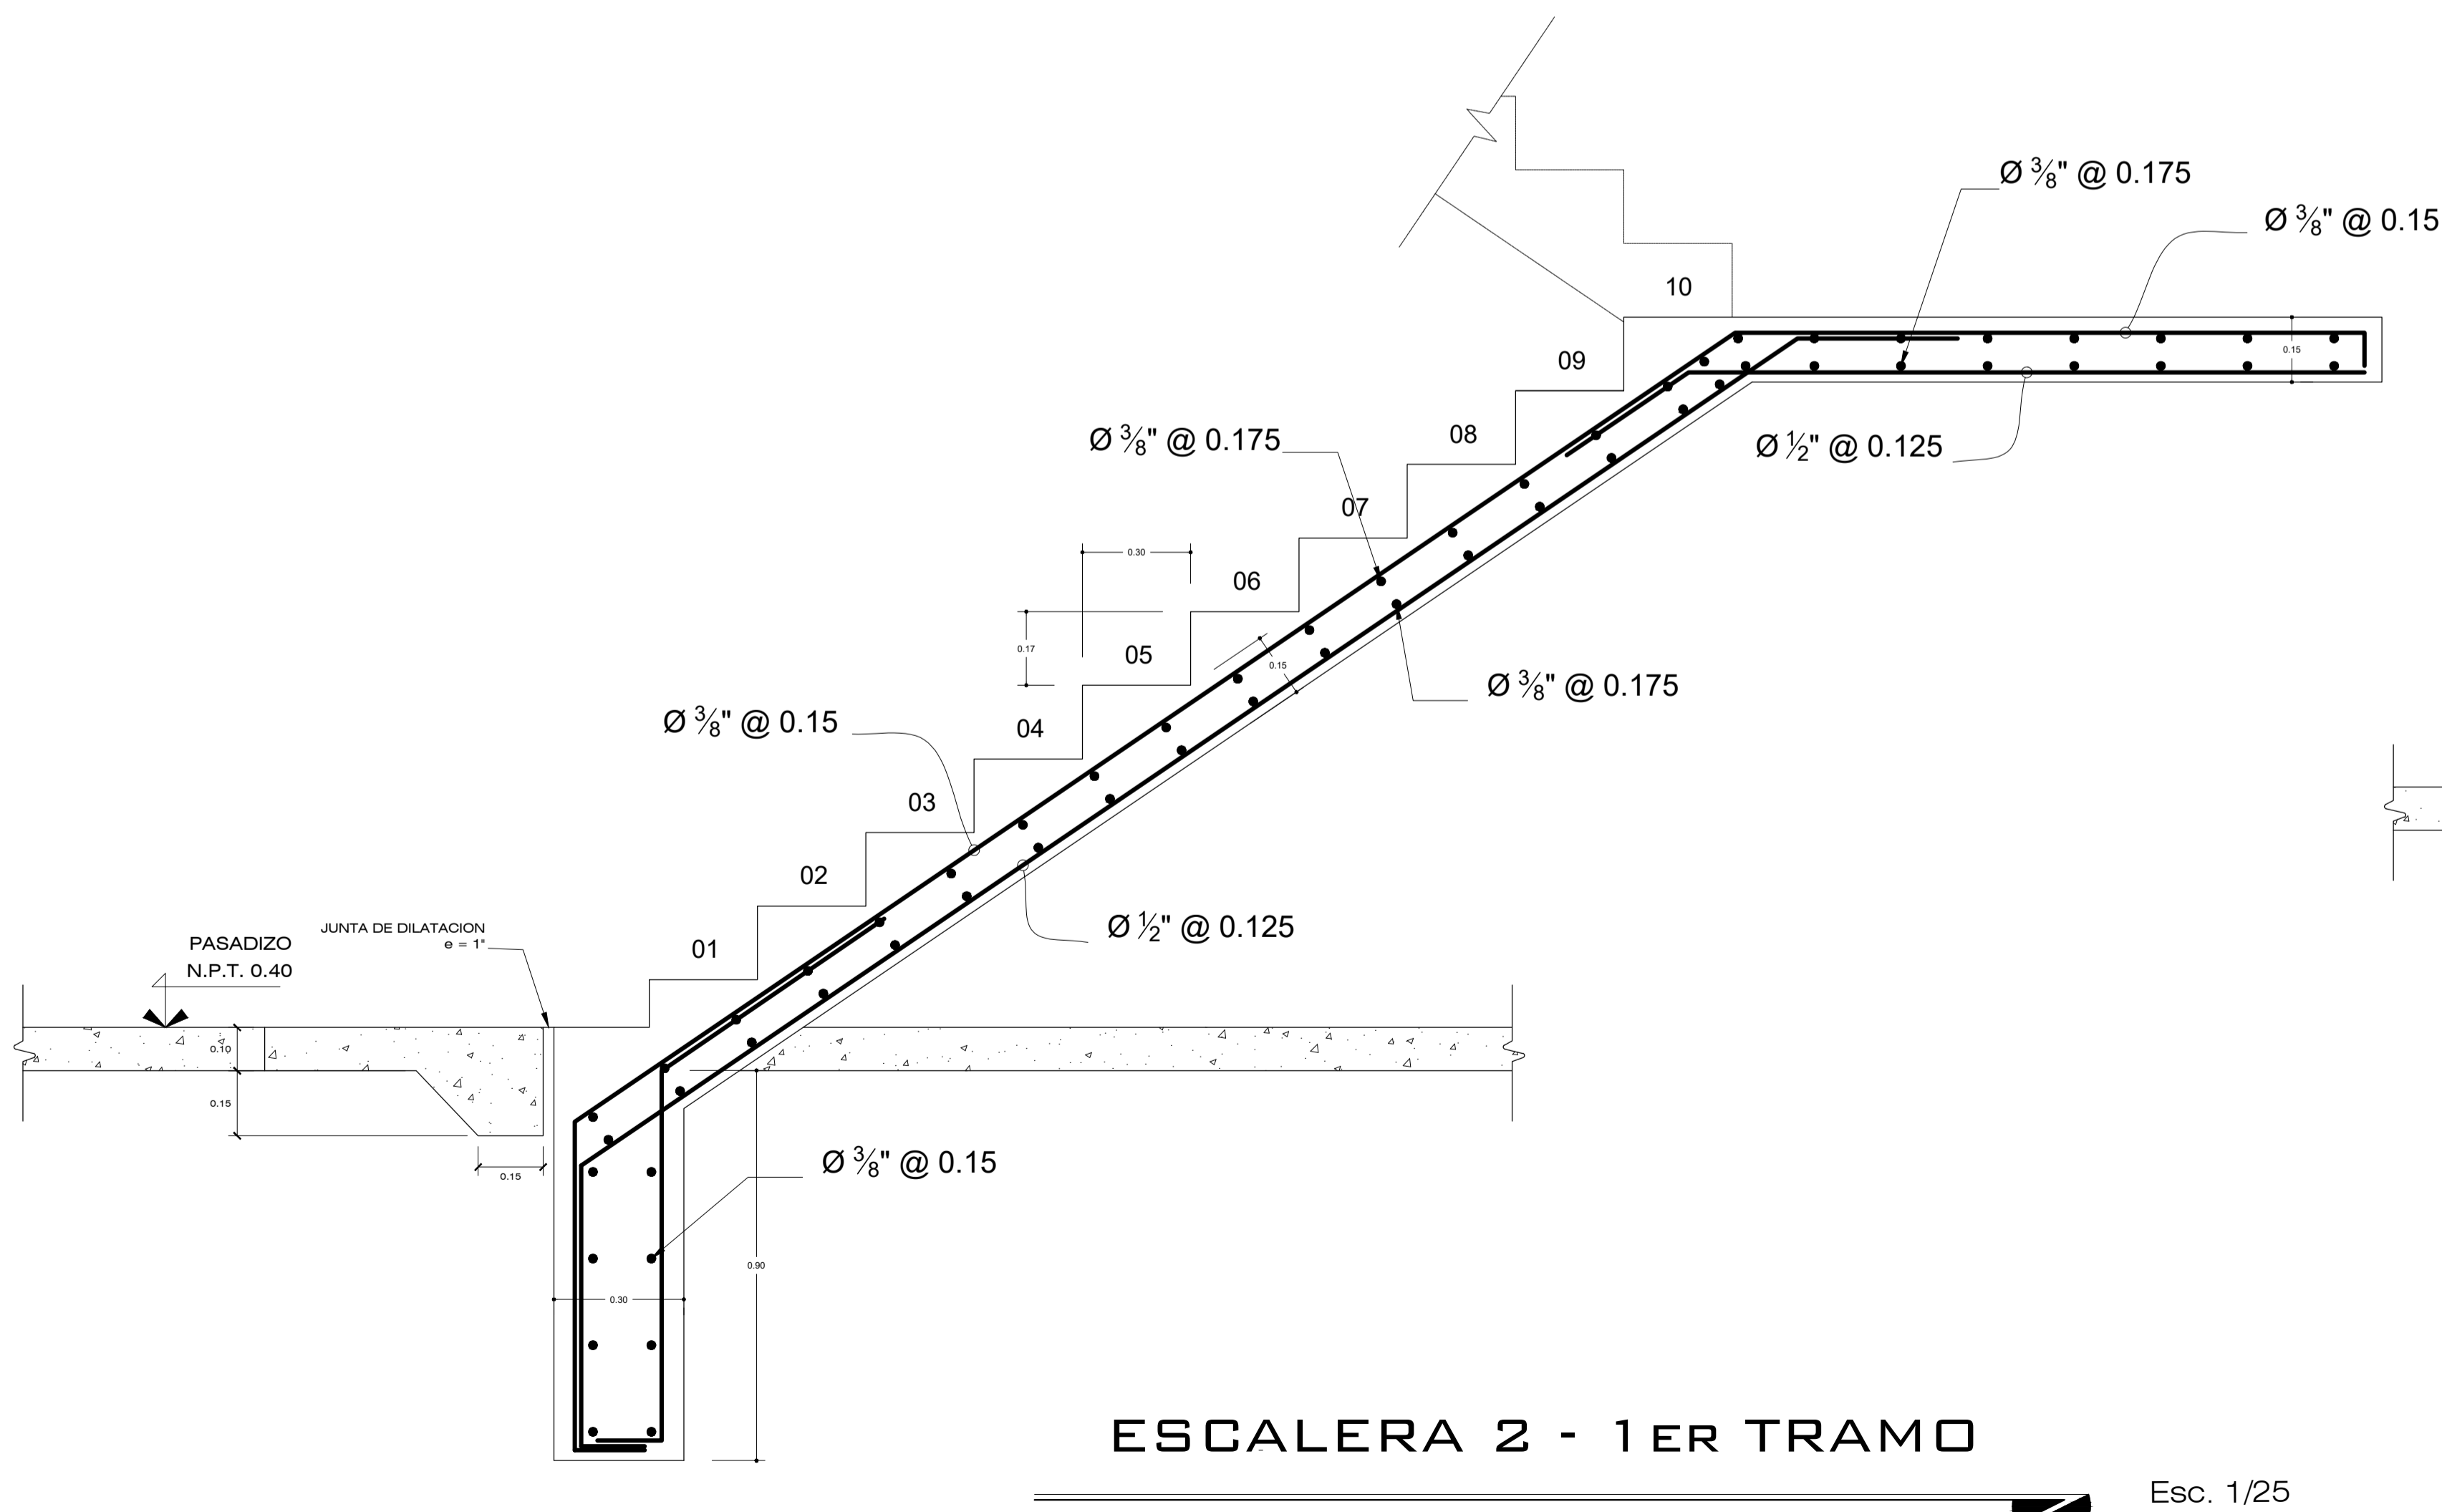 Ø 3/8" @ 0.175
Ø 3/8" @ 0.15
10
0.15
09
08
Ø 3/8" @ 0.175
Ø 1/2" @ 0.125
07
0.30
06
0.17
05
0.15
Ø 3/8" @ 0.175
Ø 3/8" @ 0.15
04
03
02
Ø 1/2" @ 0.125
JUNTA DE DILATACION
e = 1"
PASADIZO
N.P.T. 0.40
01
0.10
0.15
0.15
Ø 3/8" @ 0.15
0.90
0.30
ESCALERA 2 - 1ER TRAMO
Esc. 1/25